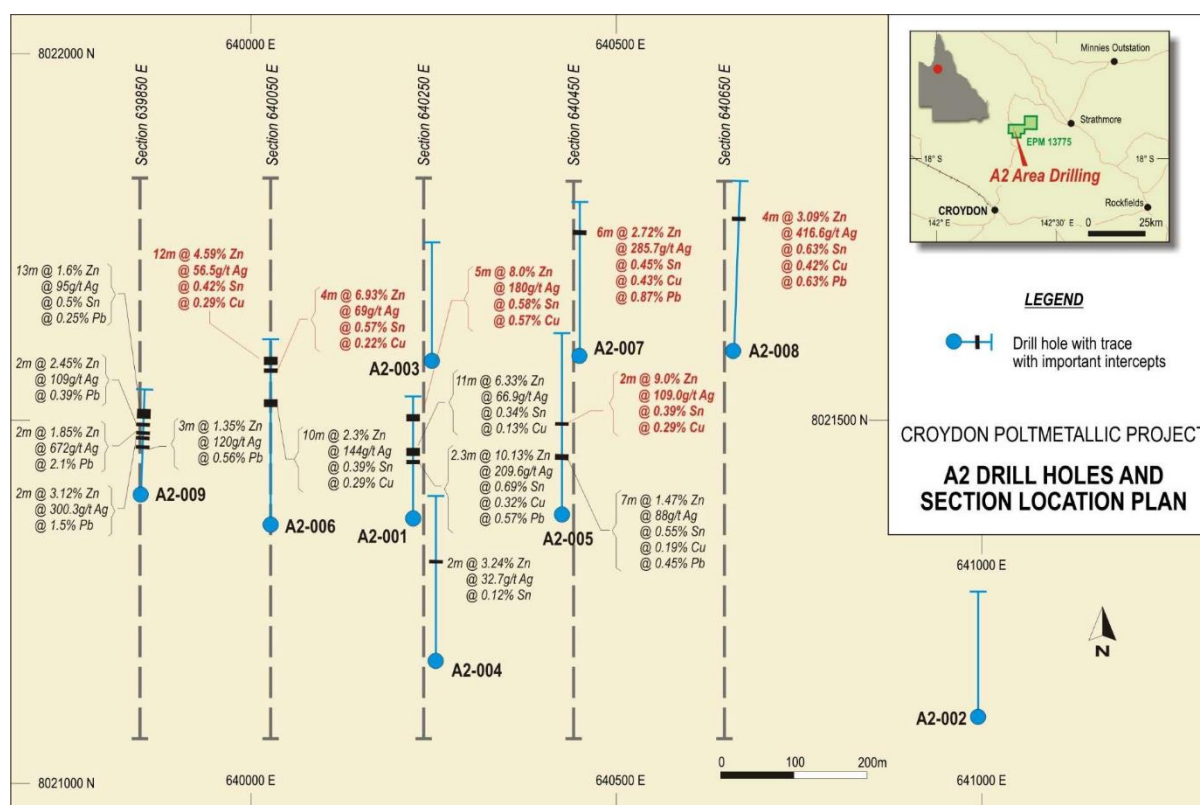 640000 E
640500 E
8022000 N
Section 639850 E
Section 640050 E
Section 640250 E
Section 640450 E
Section 640650 E
13m @ 1.6% Zn
@ 95g/t Ag
@ 0.5% Sn
@ 0.25% Pb
12m @ 4.59% Zn
@ 56.5g/t Ag
@ 0.42% Sn
@ 0.29% Cu
4m @ 6.93% Zn
@ 69g/t Ag
@ 0.57% Sn
@ 0.22% Cu
5m @ 8.0% Zn
@ 180g/t Ag
@ 0.58% Sn
@ 0.57% Cu
6m @ 2.72% Zn
@ 285.7g/t Ag
@ 0.45% Sn
@ 0.43% Cu
@ 0.87% Pb
4m @ 3.09% Zn
@ 416.6g/t Ag
@ 0.63% Sn
@ 0.42% Cu
@ 0.63% Pb
A2-003
A2-007
A2-008
2m @ 2.45% Zn
@ 109g/t Ag
@ 0.39% Pb
11m @ 6.33% Zn
@ 66.9g/t Ag
@ 0.34% Sn
@ 0.13% Cu
2m @ 9.0% Zn
@ 109.0g/t Ag
@ 0.39% Sn
@ 0.29% Cu
8021500 N
2m @ 1.85% Zn
@ 672g/t Ag
@ 2.1% Pb
3m @ 1.35% Zn
@ 120g/t Ag
@ 0.56% Pb
10m @ 2.3% Zn
@ 144g/t Ag
@ 0.39% Sn
@ 0.29% Cu
2.3m @ 10.13% Zn
@ 209.6g/t Ag
@ 0.69% Sn
@ 0.32% Cu
@ 0.57% Pb
2m @ 3.12% Zn
@ 300.3g/t Ag
@ 1.5% Pb
A2-009
A2-006
A2-001
A2-005
7m @ 1.47% Zn
@ 88g/t Ag
@ 0.55% Sn
@ 0.19% Cu
@ 0.45% Pb
2m @ 3.24% Zn
@ 32.7g/t Ag
@ 0.12% Sn
A2-004
A2-002
641000 E
N
0 100 200m
8021000 N
640000 E
640500 E
641000 E
Minnies Outstation
Strathmore
EPM 13775
18° S
18° S
A2 Area Drilling
CROYDON
Rockfields
142° E
142° 30' E
0 25km
LEGEND
Drill hole with trace
with important intercepts
CROYDON POLTMETALLIC PROJECT
A2 DRILL HOLES AND
SECTION LOCATION PLAN